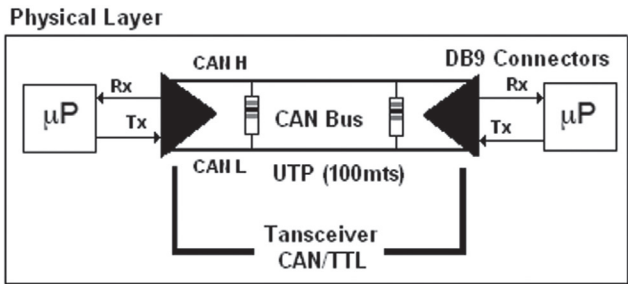 Physical Layer
CAN H
DB9 Connectors
Rx
Rx
µP
CAN Bus
µP
Tx
Tx
CAN L
UTP (100mts)
Tansceiver
CAN/TTL